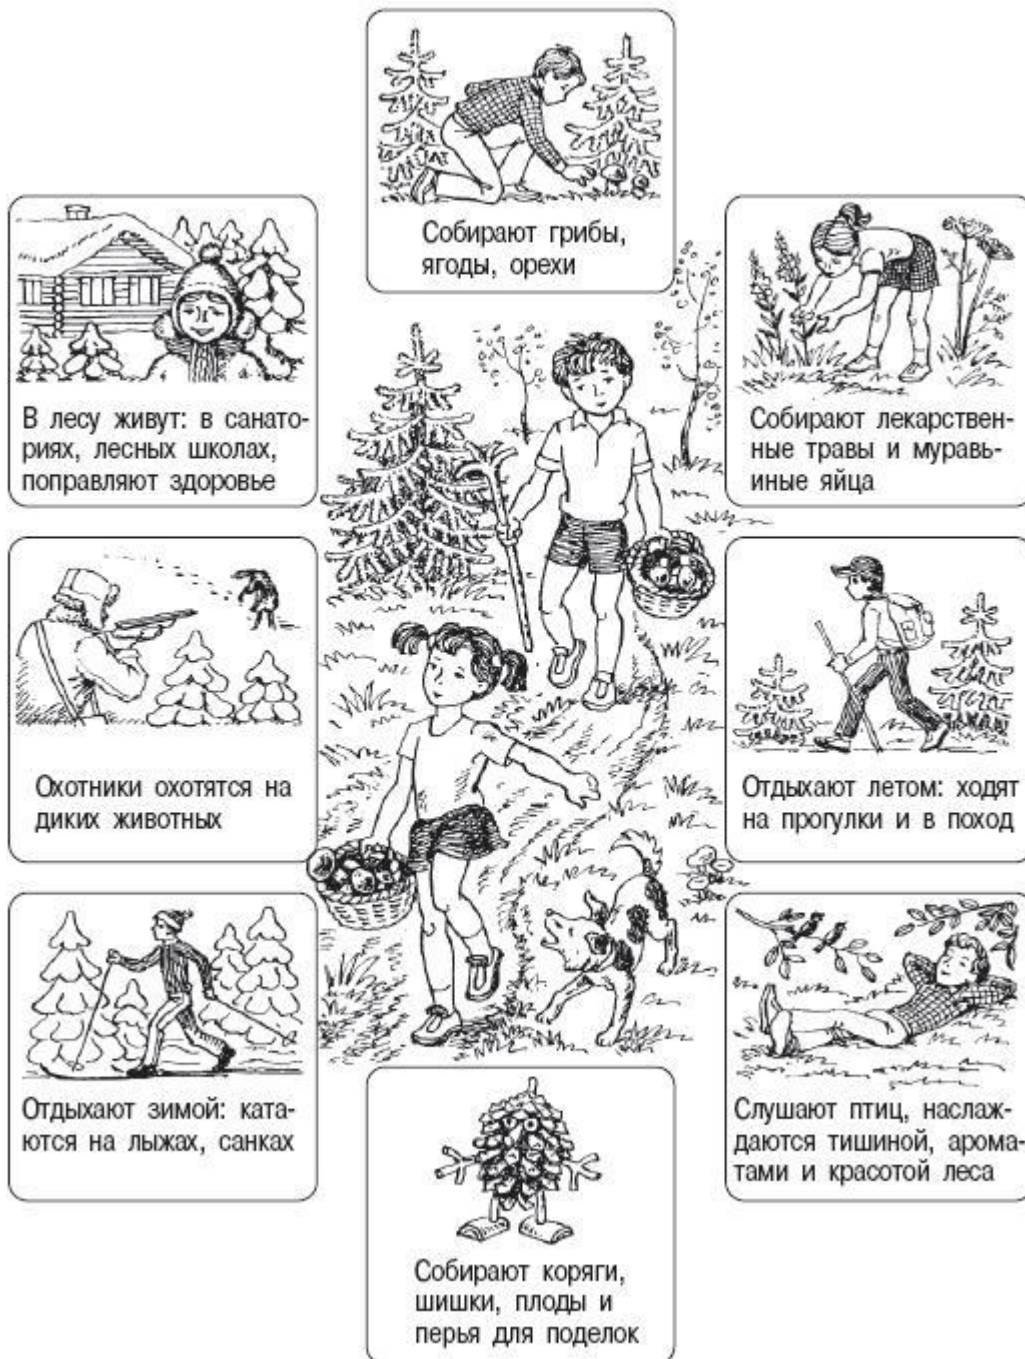 Собирают грибы,
ягоды, орехи
В лесу живут: в санато-
риях, лесных школах,
поправляют здоровье
Собирают лекарствен-
ные травы и муравь-
иные яйца
Охотники охотятся на
диких животных
Отдыхают летом: ходят
на прогулки и в поход
Отдыхают зимой: ката-
ются на лыжах, санках
Слушают птиц, наслаж-
даются тишиной, арома-
тами и красотой леса
Собирают коряги,
шишки, плоды и
перья для поделок